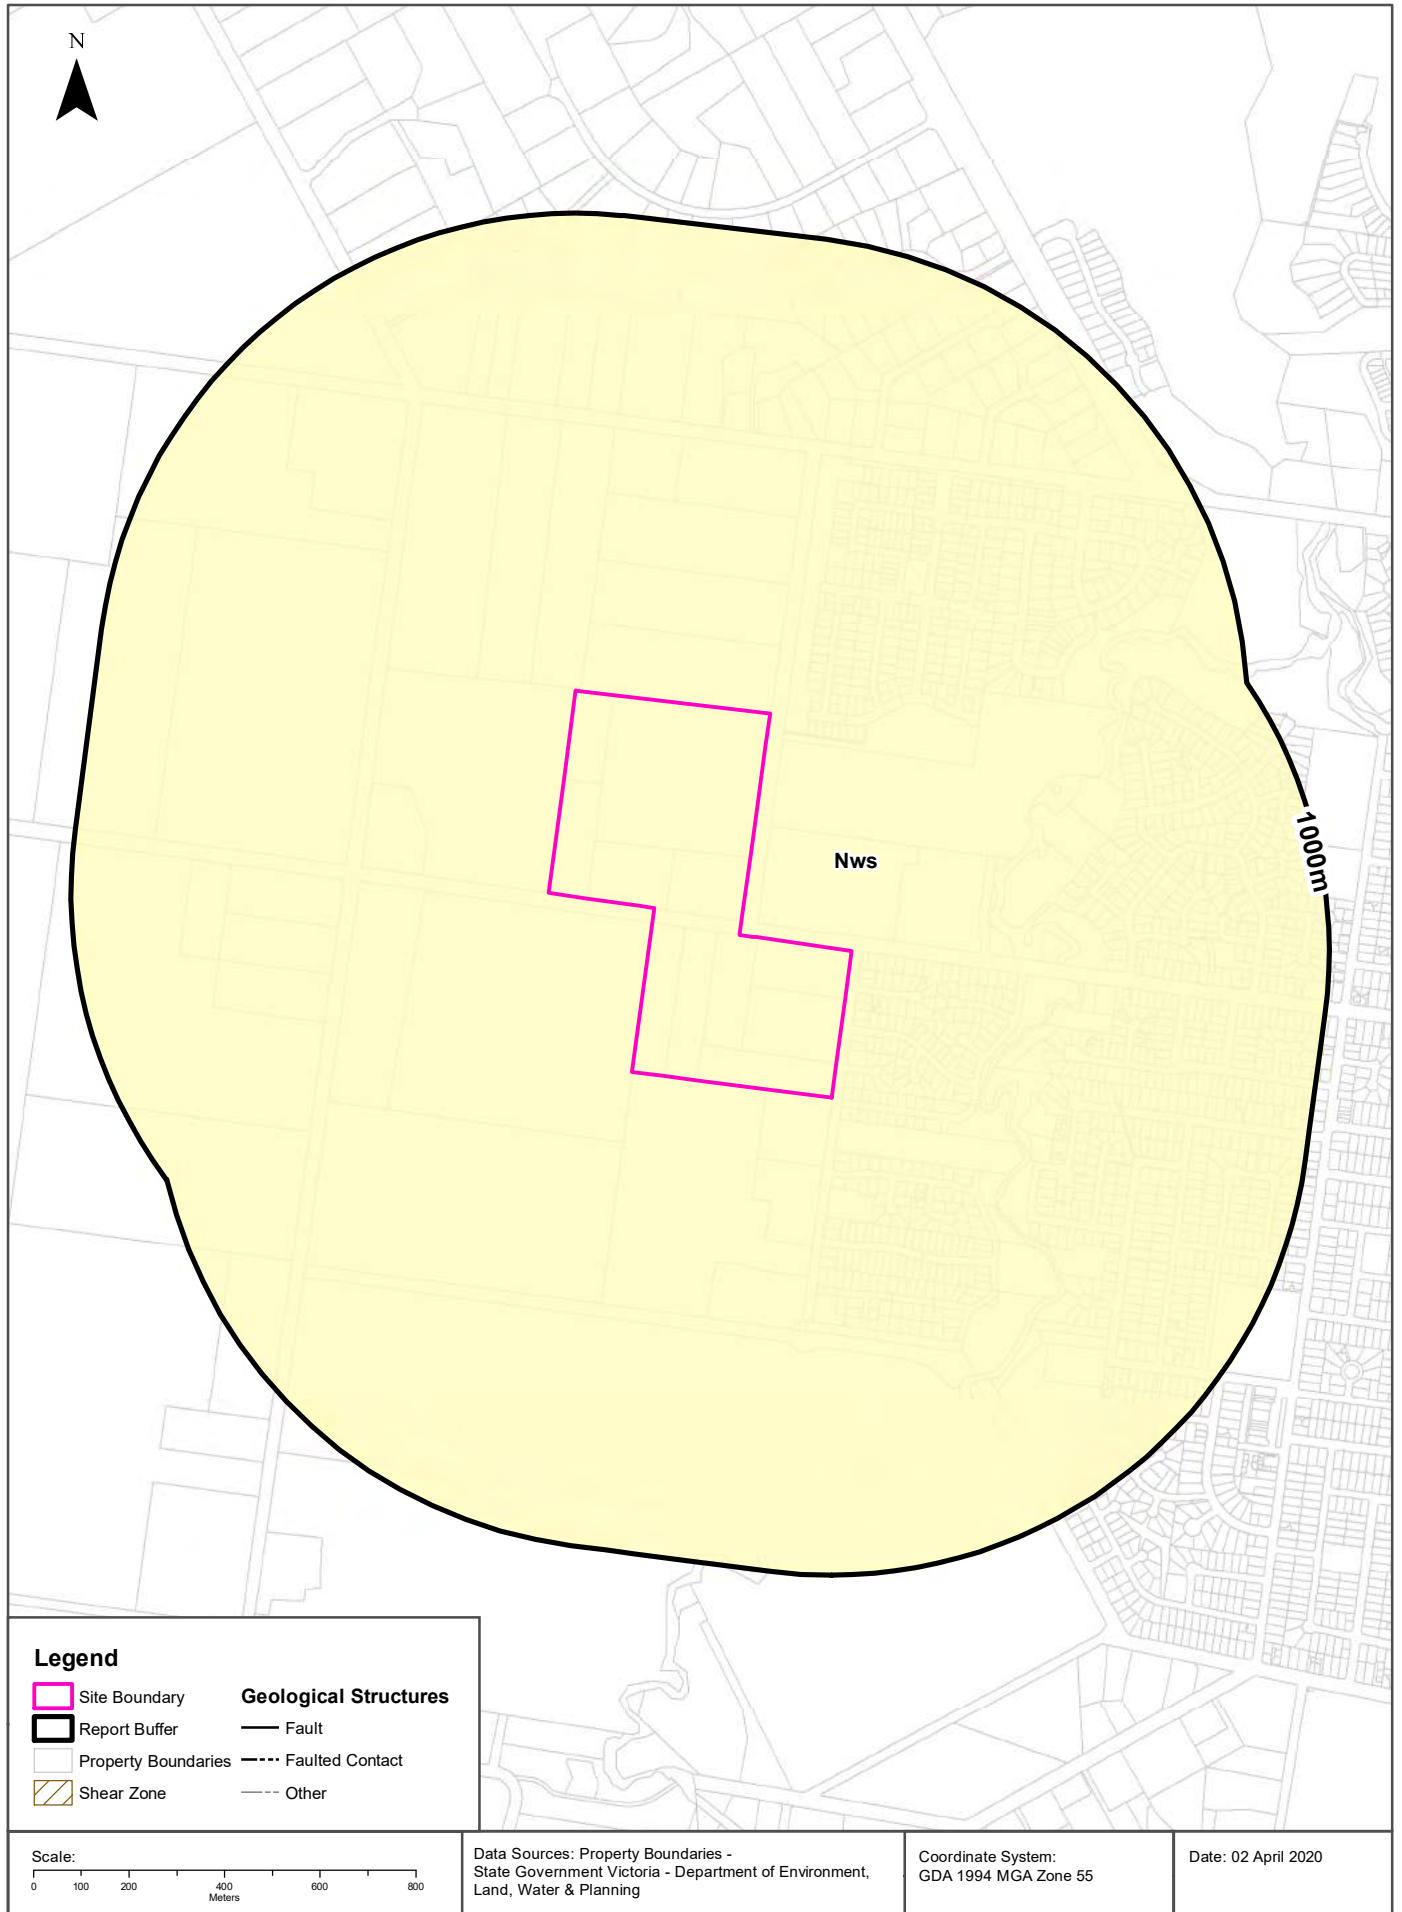 N
1000m
Nws
Legend
Site Boundary
Report Buffer
Property Boundaries
Shear Zone
Geological Structures
Fault
Faulted Contact
Other
Scale:
0 100 200 400 600 800
Meters
Data Sources: Property Boundaries -
State Government Victoria - Department of Environment,
Land, Water & Planning
Coordinate System:
GDA 1994 MGA Zone 55
Date: 02 April 2020